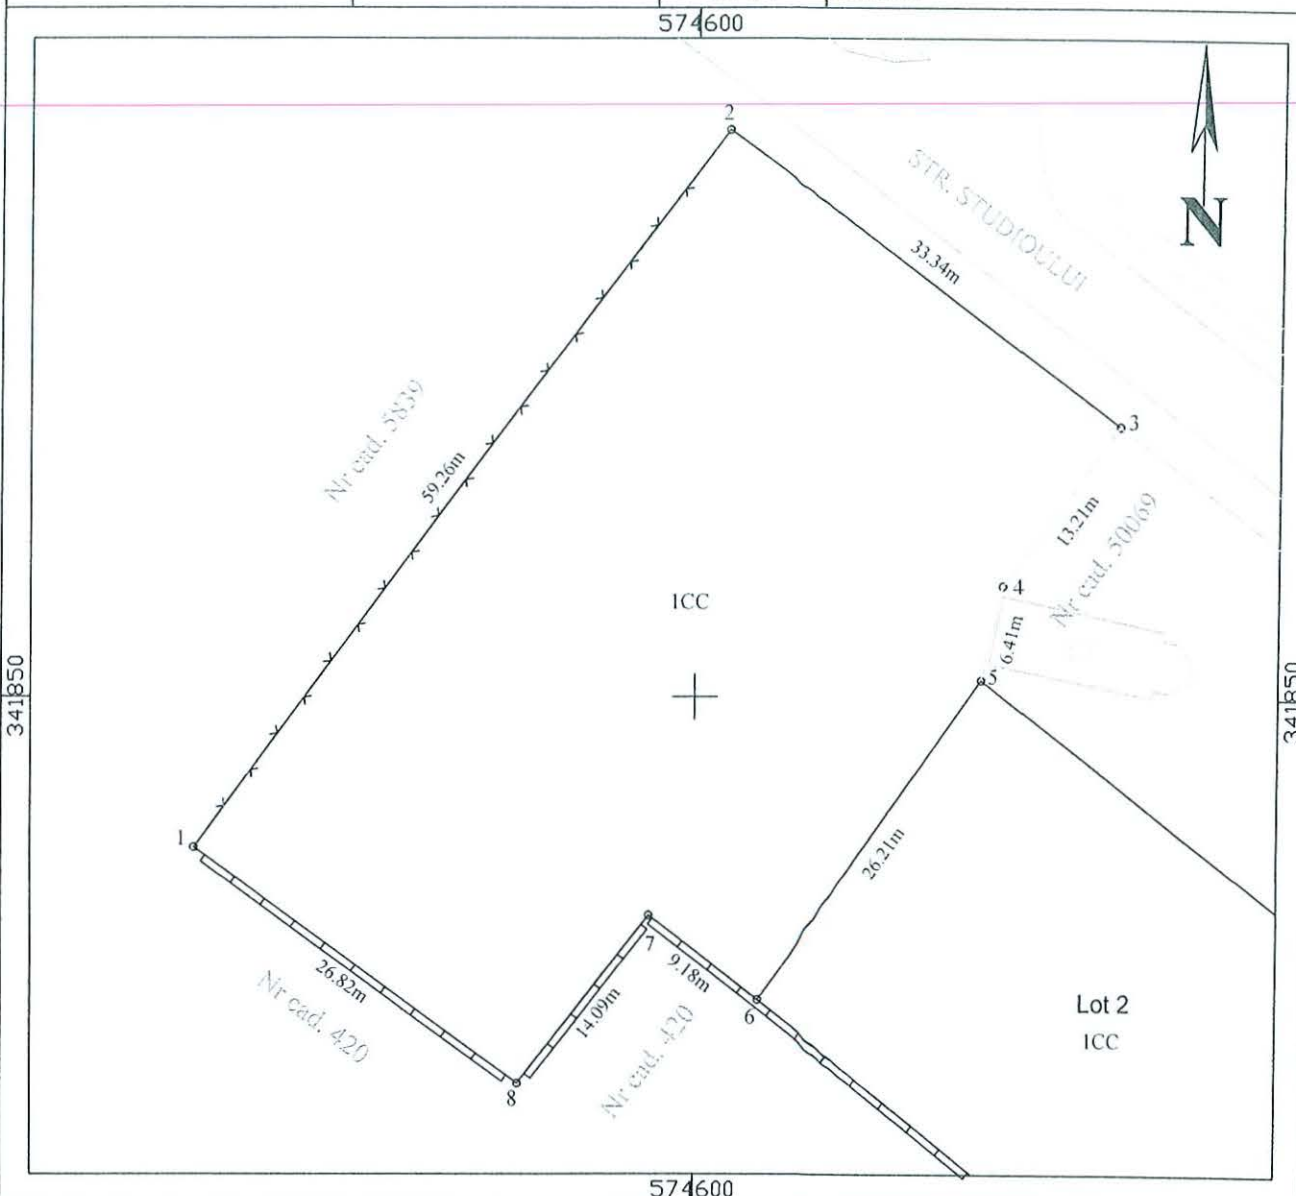 574600
2
N
STR. STUDIOULUI
33.34m
3
Nr cad. 5839
59.26m
13.21m
Nr cad. 50069
4
1CC
6.41m
5
341850
341850
1
26.21m
7
9.18m
26.82m
Nr cad. 420
14.09m
6
Lot 2
1CC
Nr cad. 420
8
574600